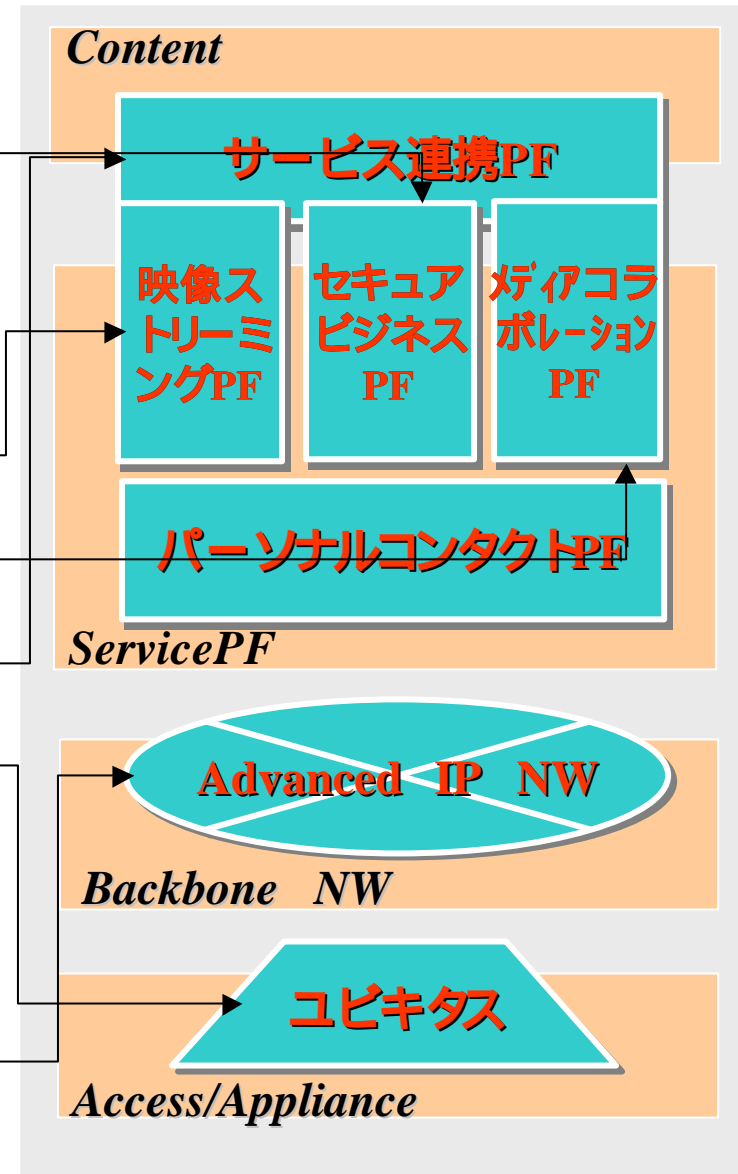 Content
サービス連携PF
映像ス
トリーミ
ングPF
セキュア
ビジネス
PF
ﾒﾃﾞｨｱコラ
ﾎﾞﾚｰｼｮﾝ
PF
パーソナルコンタクトPF
ServicePF
Advanced IP NW
Backbone NW
ユビキタス
Access/Appliance